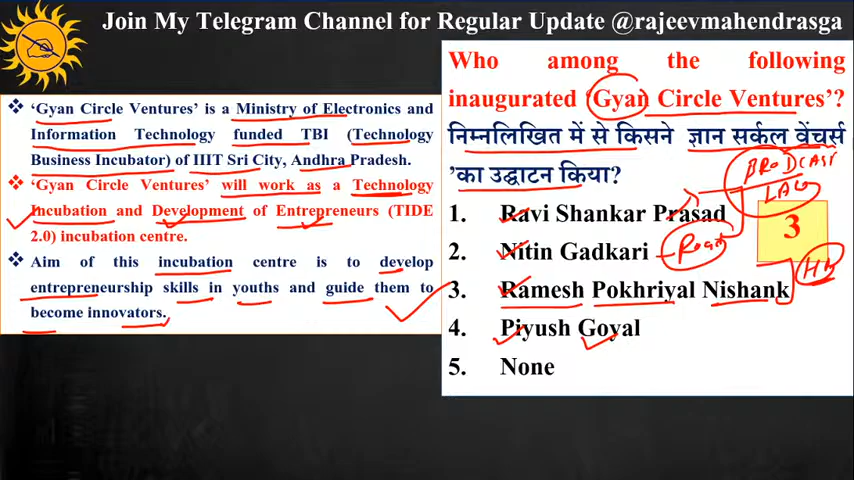 Join My Telegram Channel for Regular Update @rajeevmahendrasga
❖ ‘Gyan Circle Ventures’ is a Ministry of Electronics and
Information Technology funded TBI (Technology
Business Incubator) of IIIT Sri City, Andhra Pradesh.
❖ ‘Gyan Circle Ventures’ will work as a Technology
Incubation and Development of Entrepreneurs (TIDE
2.0) incubation centre.
❖ Aim of this incubation centre is to develop
entrepreneurship skills in youths and guide them to
become innovators.
Who among the following
inaugurated ‘Gyan Circle Ventures’?
निम्नलिखित में से किसने ज्ञान सर्कल वेंचर्स
’का उद्घाटन किया?
BRODCAST
LAW
1. Ravi Shankar Prasad
3
2. Nitin Gadkari
Road
3. Ramesh Pokhriyal Nishank
4. Piyush Goyal
5. None